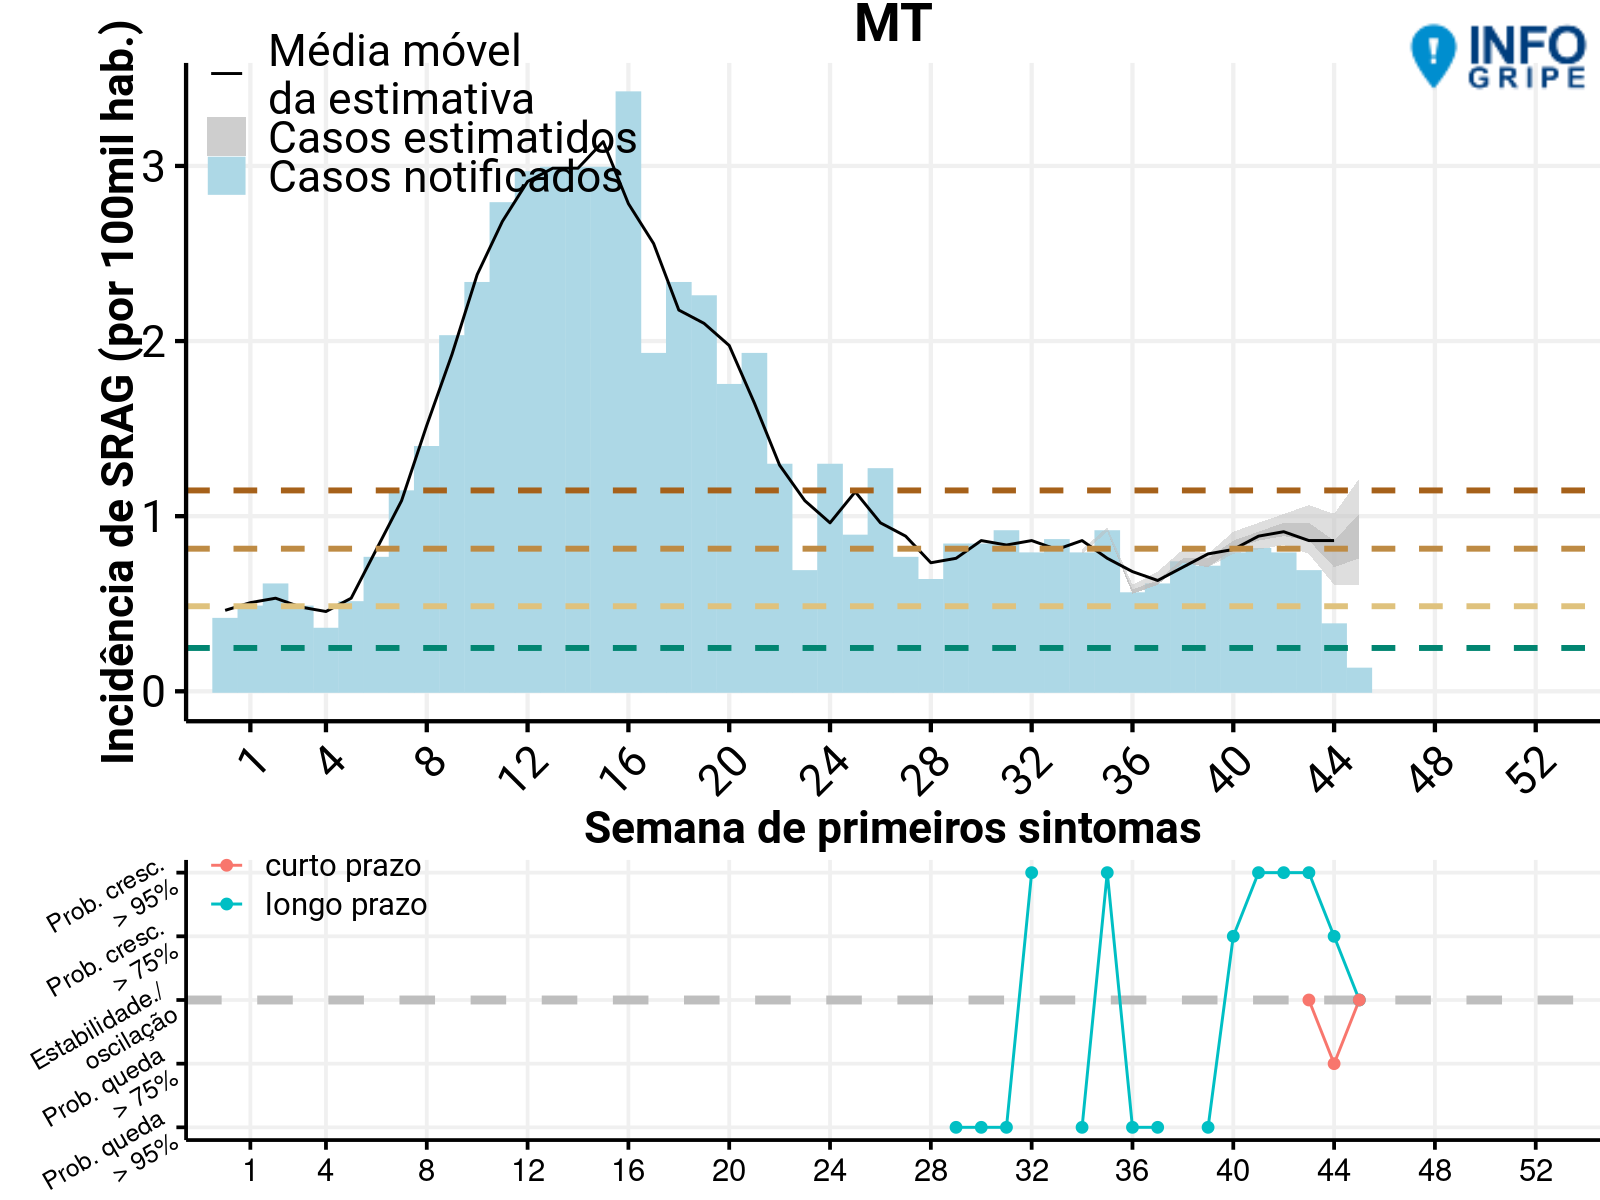 MT
INFO
GRIPE
Média móvel
da estimativa
Casos estimatidos
Casos notificados
Incidência de SRAG (por 100mil hab.)
3
2
1
0
1 4 8 12 16 20 24 28 32 36 40 44 48 52
Semana de primeiros sintomas
curto prazo
longo prazo
Prob. cresc.
> 95%
Prob. cresc.
> 75%
Estabilidade./
oscilação
Prob. queda
> 75%
Prob. queda
> 95%
1 4 8 12 16 20 24 28 32 36 40 44 48 52